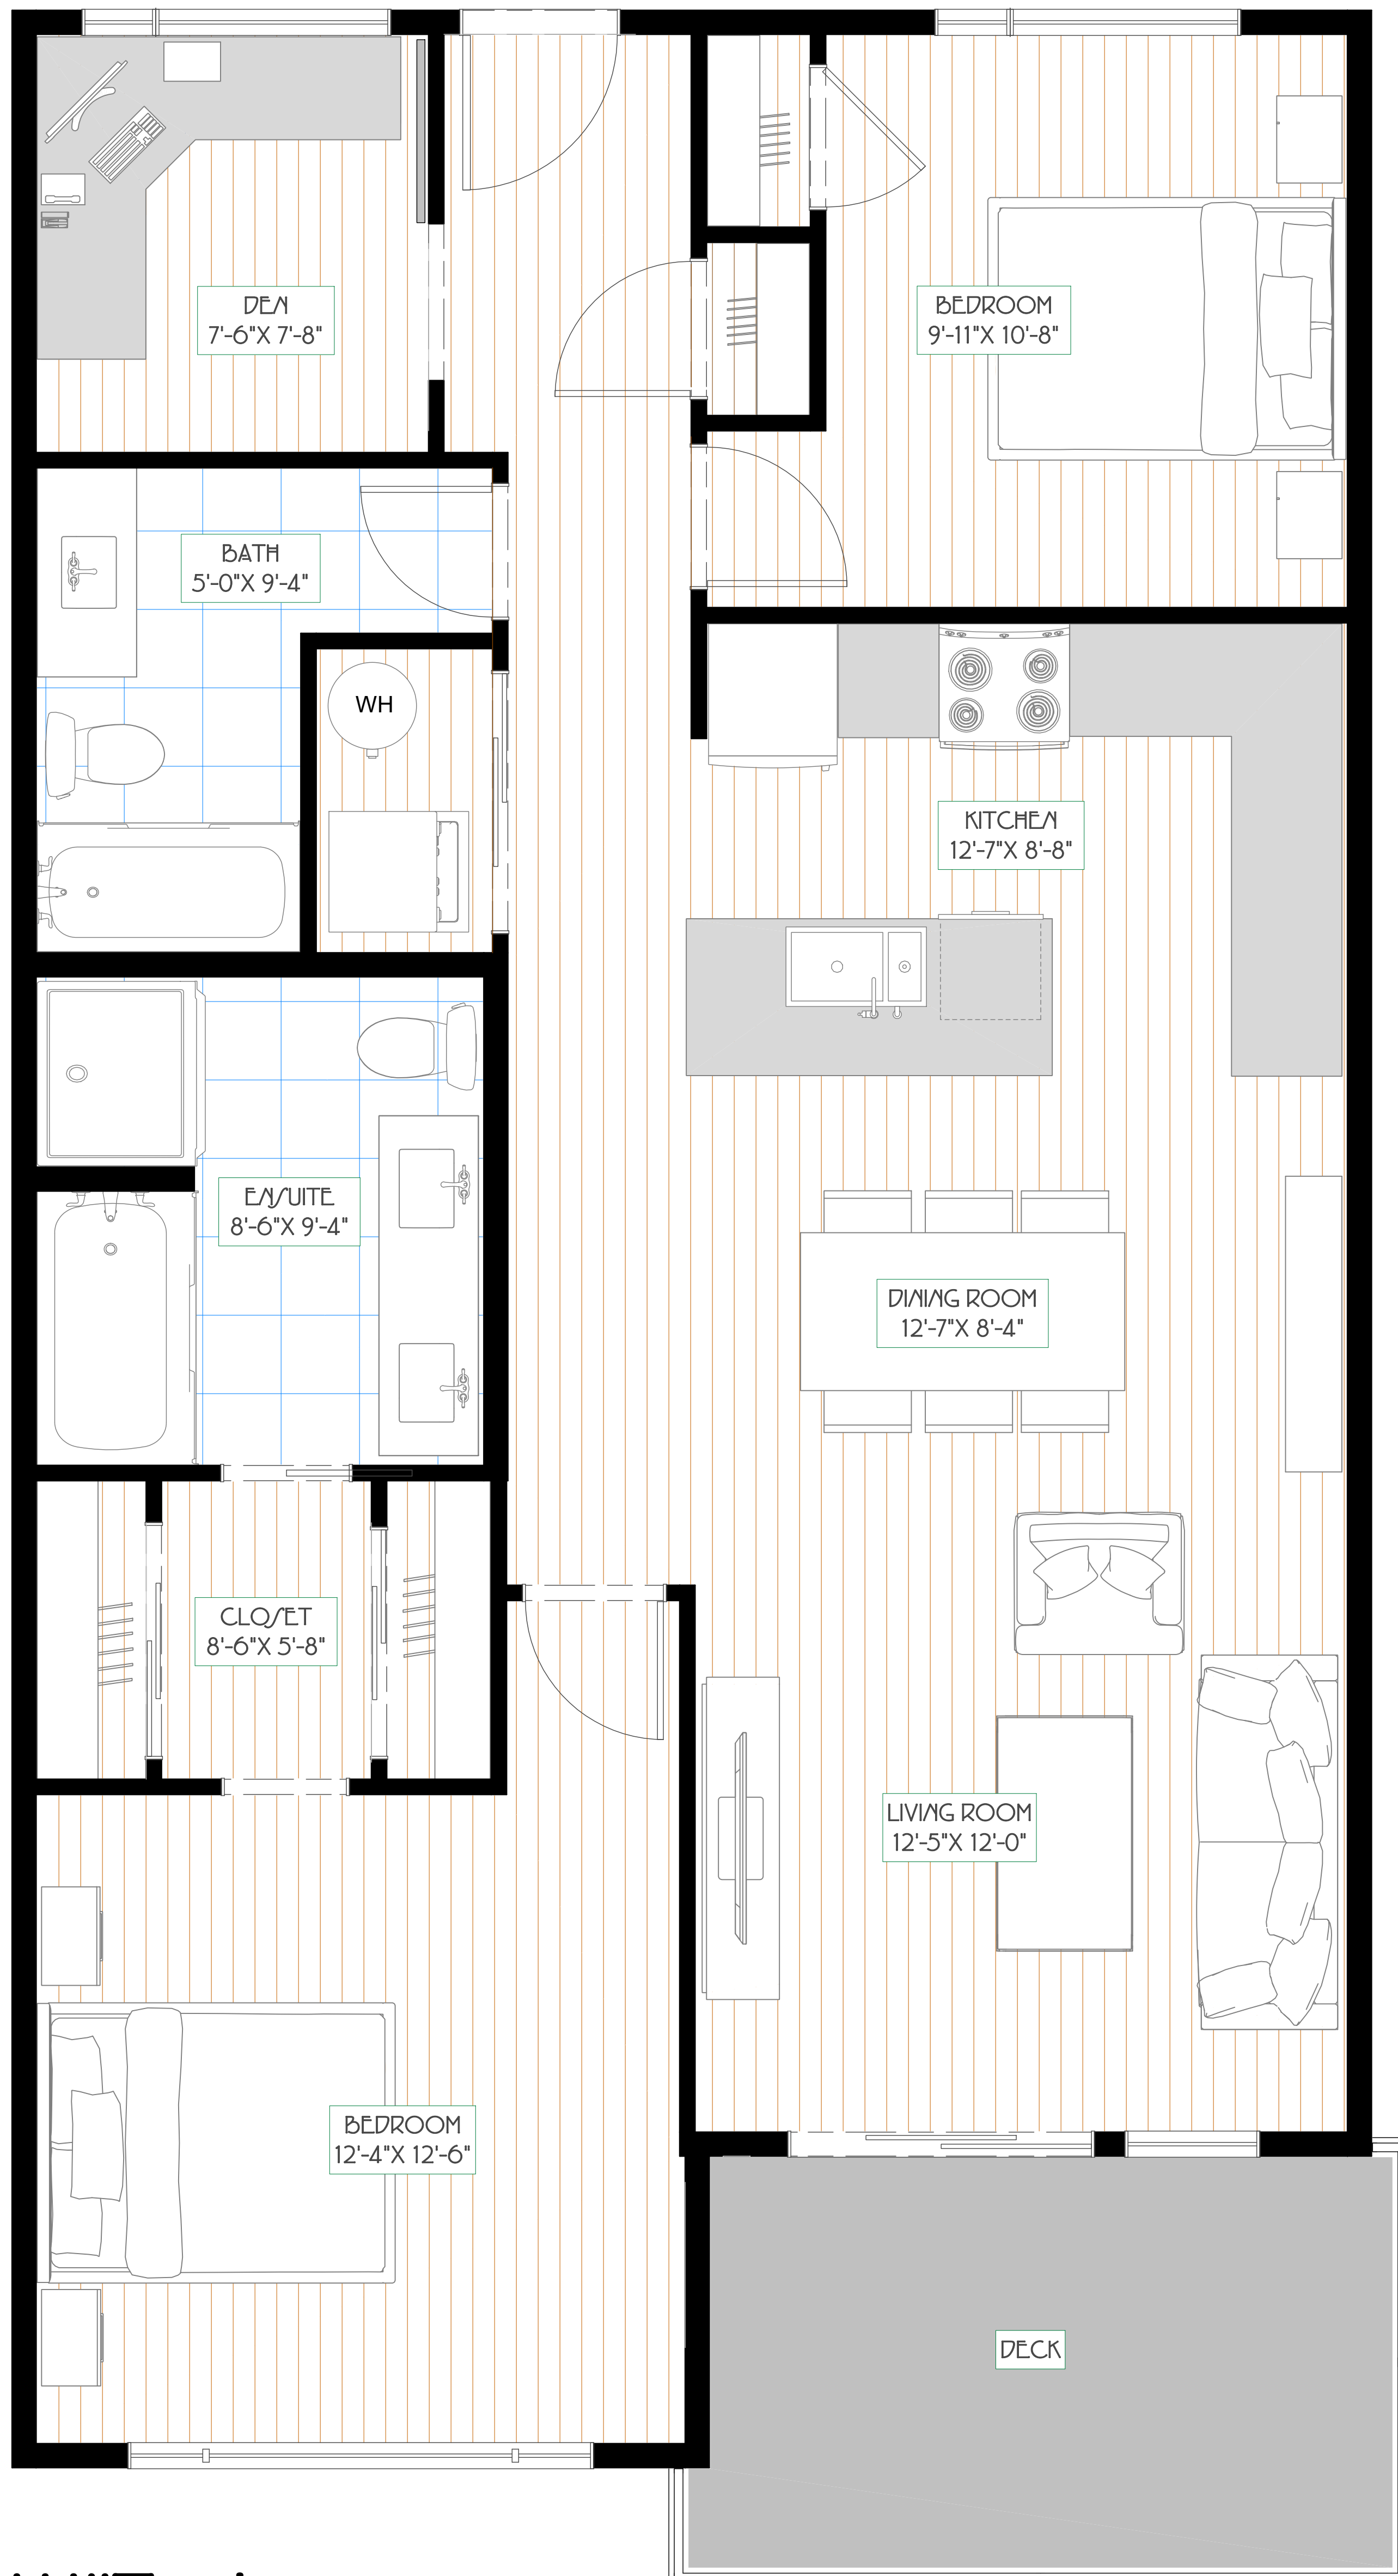 DEN
7'-6"X 7'-8"
BEDROOM
9'-11"X 10'-8"
BATH
5'-0"X 9'-4"
WH
KITCHEN
12'-7"X 8'-8"
ENSUITE
8'-6"X 9'-4"
DINING ROOM
12'-7"X 8'-4"
CLOSET
8'-6"X 5'-8"
LIVING ROOM
12'-5"X 12'-0"
BEDROOM
12'-4"X 12'-6"
DECK